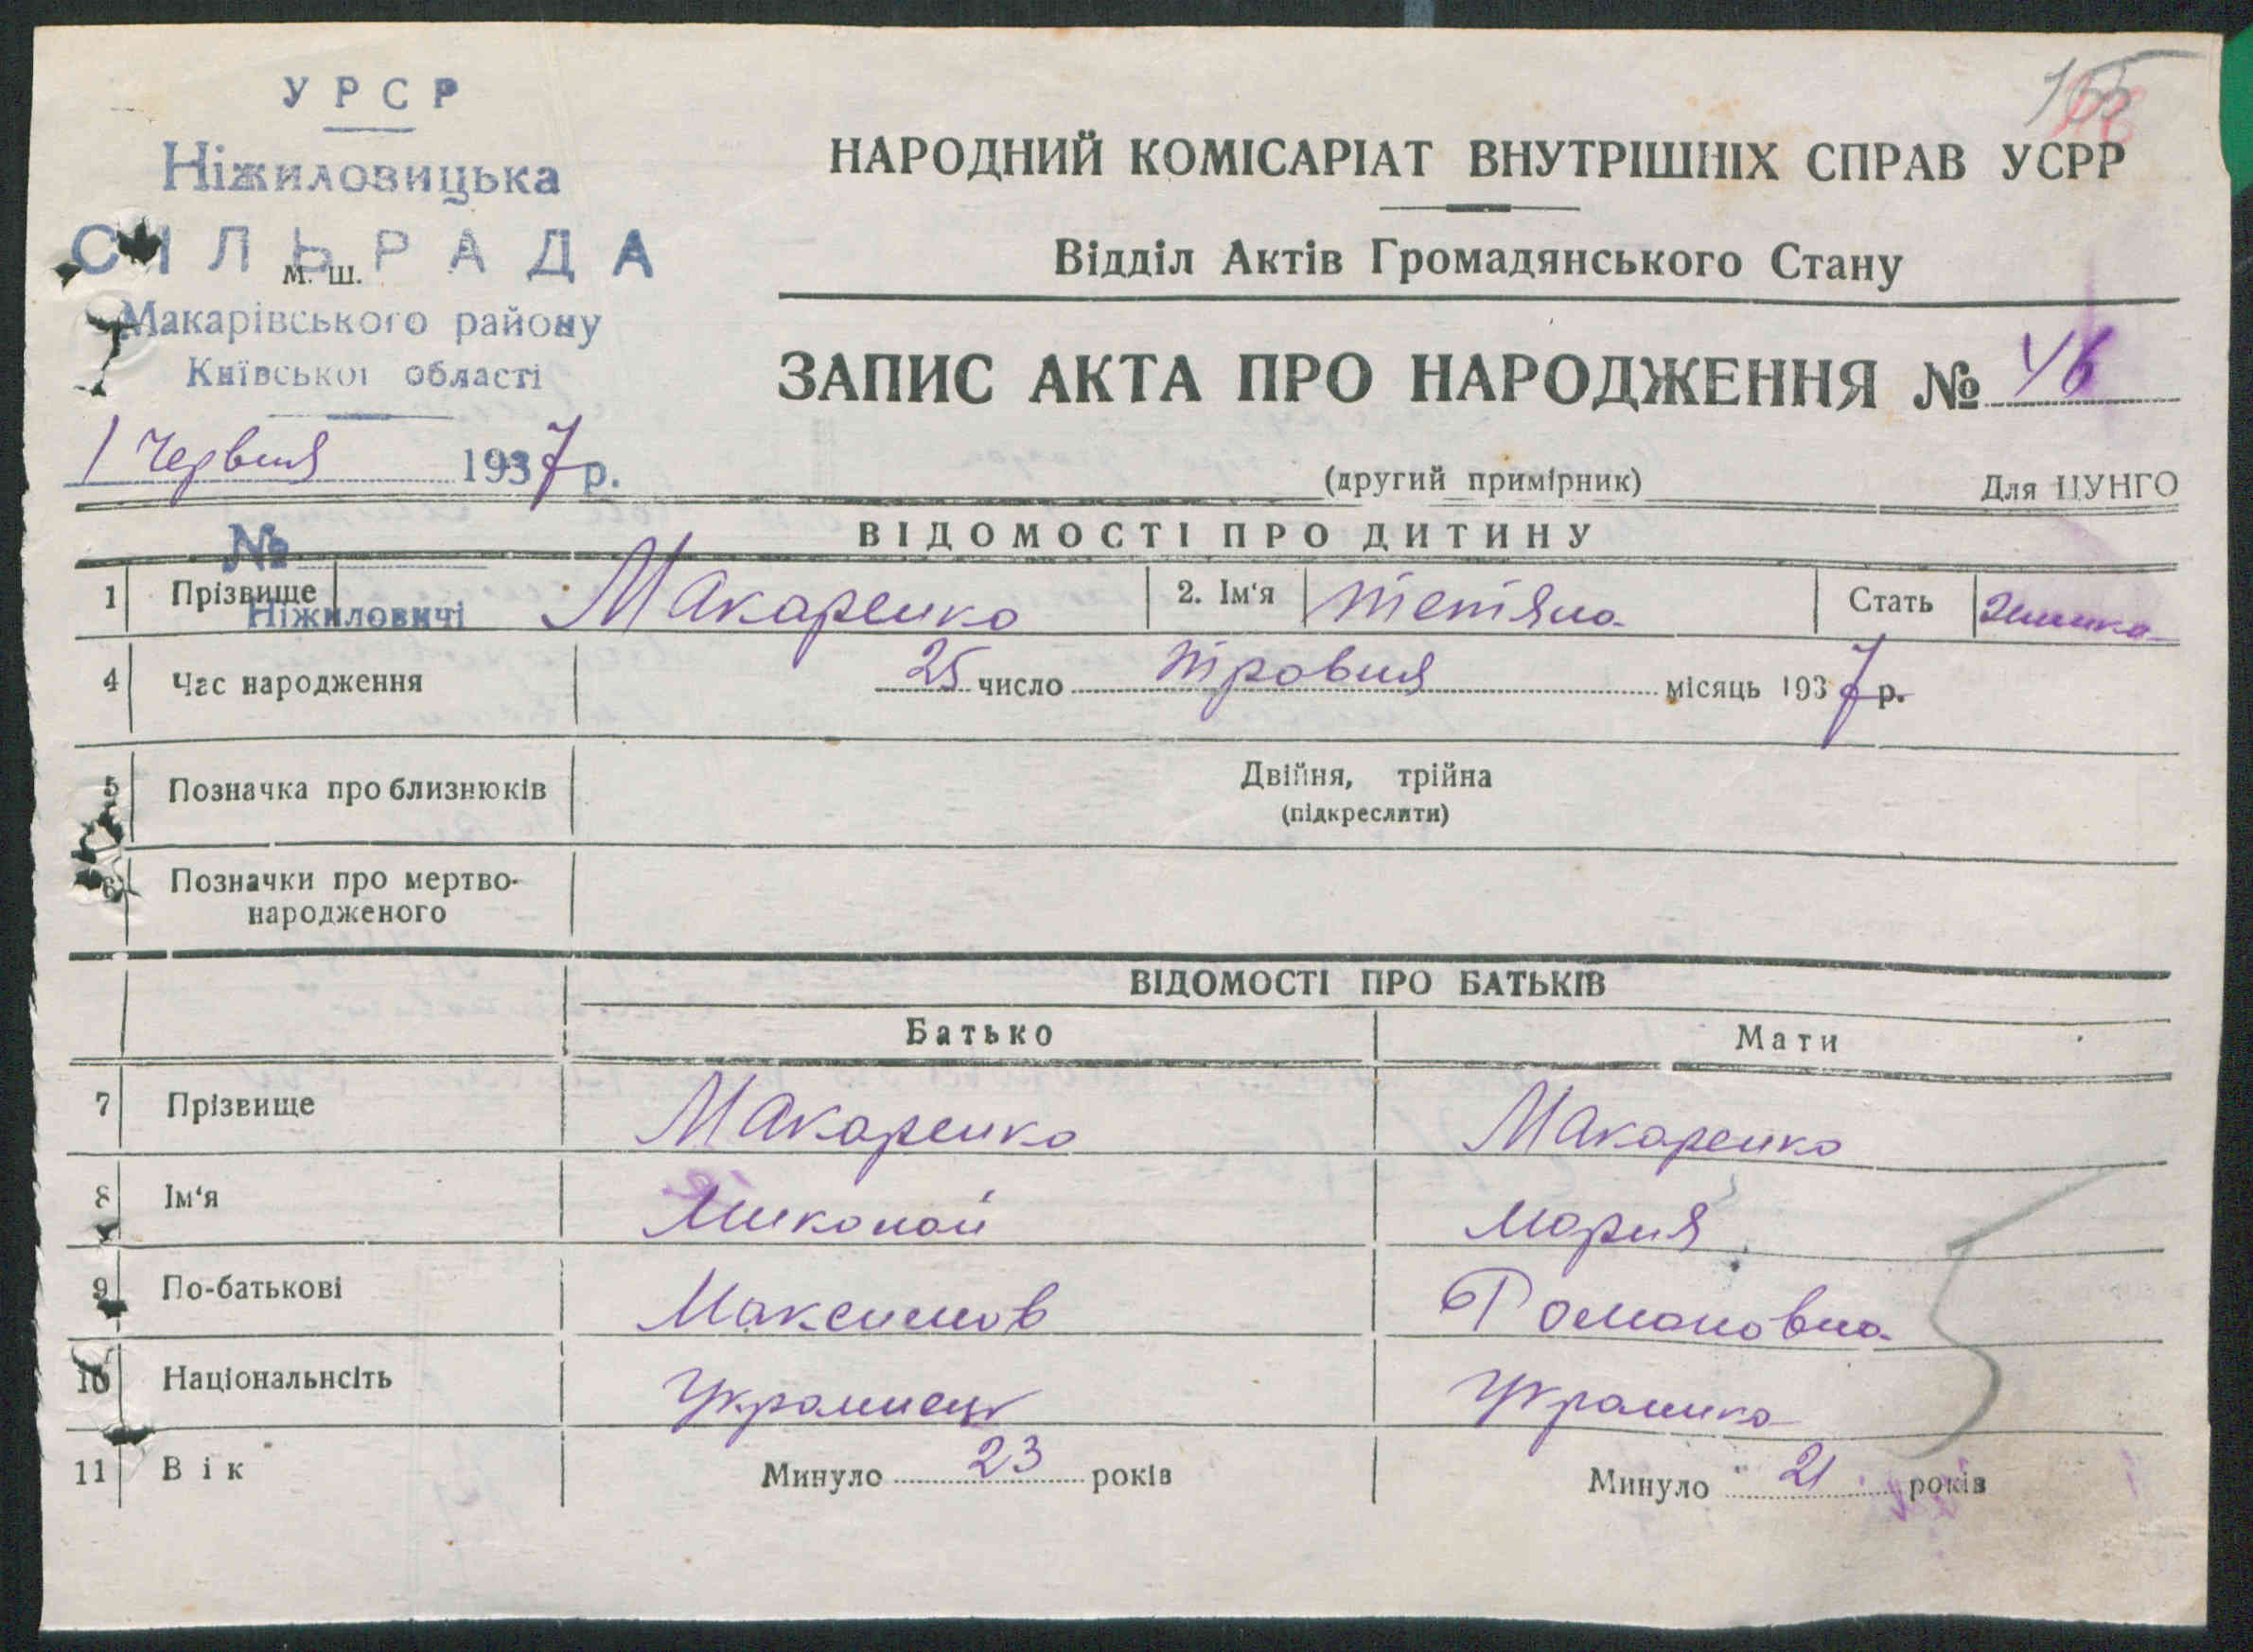 УРСР
Ніжиловицька
СІЛЬРАДА
м. ш.
Макарівського району
Київської області
1 Червня 1937 р.
№
Ніжиловичі
155
НАРОДНИЙ КОМІСАРІАТ ВНУТРІШНІХ СПРАВ УСРР
Відділ Актів Громадянського Стану
ЗАПИС АКТА ПРО НАРОДЖЕННЯ № 46
(другий примірник) Для ЦУНГО
ВІДОМОСТІ ПРО ДИТИНУ
1 Прізвище Макаренко 2. Ім‘я Тетяна Стать
4 Час народження 25 число Травня місяць 1937 р.
5 Позначка про близнюків Двійня, трійна
(підкреслити)
6 Позначки про мертво-
народженого
ВІДОМОСТІ ПРО БАТЬКІВ
Батько Мати
7 Прізвище Макаренко Макаренко
8 Ім‘я Миколай Мария
9 По-батькові Максимов Романовна
10 Національнсіть Украинець Украинка
11 Вік Минуло 23 років Минуло 21 років